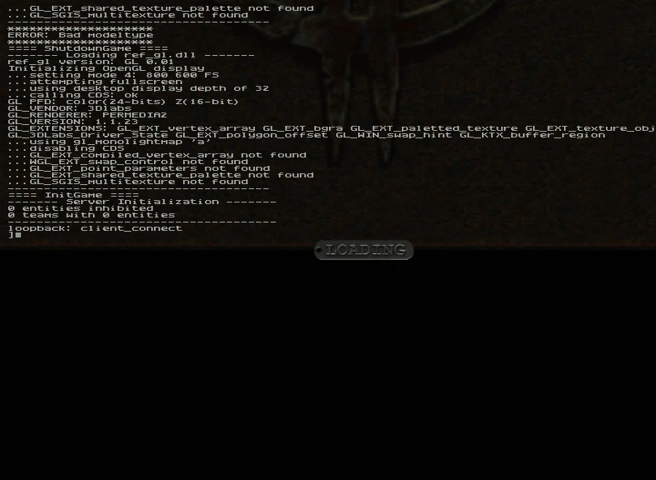 ...GL_EXT_shared_texture_palette not found
...GL_SGIS_multitexture not found
------------------------------------
********************
ERROR: Bad modeltype
********************
==== ShutdownGame ====
------- Loading ref_gl.dll -------
ref_gl version: GL 0.01
Initializing OpenGL display
...setting mode 4: 800 600 FS
...attempting fullscreen
...using desktop display depth of 32
...calling CDS: ok
GL PFD: color(24-bits) Z(16-bit)
GL_VENDOR: 3Dlabs
GL_RENDERER: PERMEDIA2
GL_VERSION: 1.1.23
GL_EXTENSIONS: GL_EXT_vertex_array GL_EXT_bgra GL_EXT_paletted_texture GL_EXT_texture_obj
GL_3DLabs_Driver_State GL_EXT_polygon_offset GL_WIN_swap_hint GL_KTX_buffer_region
...using gl_monolightmap 'a'
...disabling CDS
...GL_EXT_compiled_vertex_array not found
...WGL_EXT_swap_control not found
...GL_EXT_point_parameters not found
...GL_EXT_shared_texture_palette not found
...GL_SGIS_multitexture not found
------------------------------------
==== InitGame ====
------- Server Initialization -------
0 entities inhibited
0 teams with 0 entities
-------------------------------------
loopback: client_connect
]
LOADING